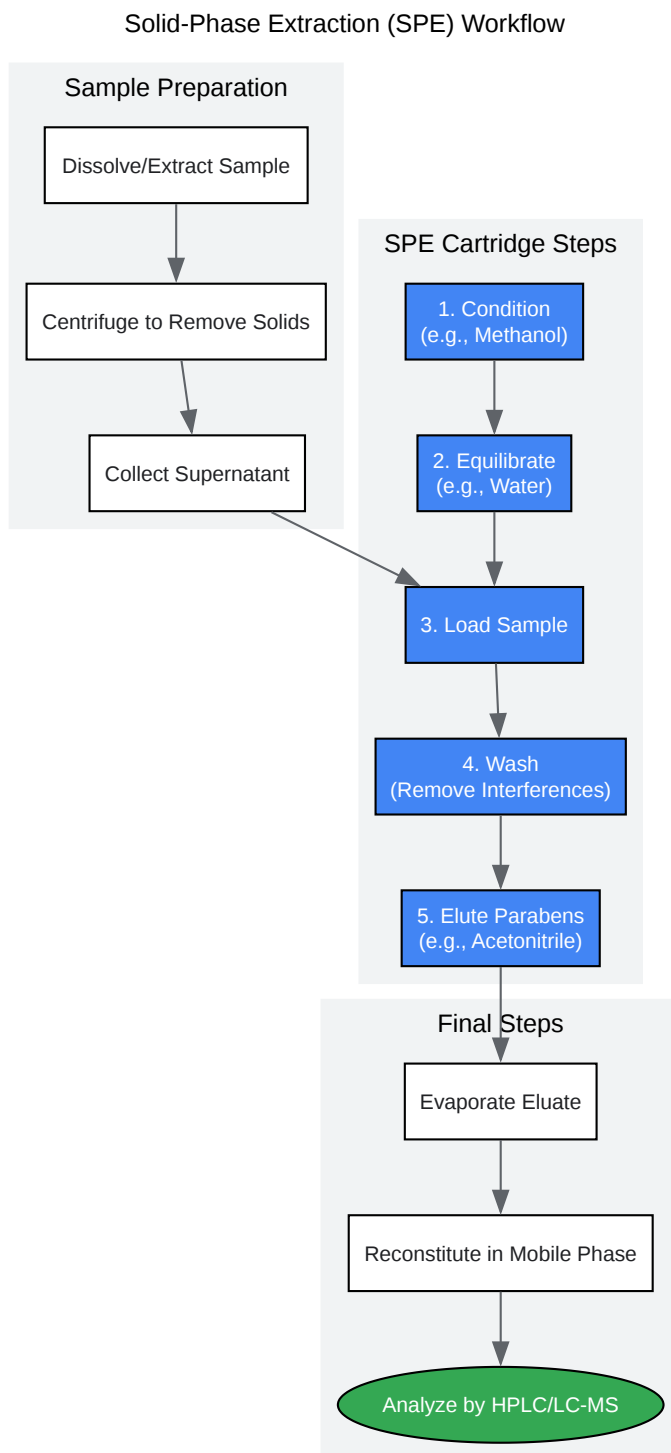 Solid-Phase Extraction (SPE) Workflow
Sample Preparation
Dissolve/Extract Sample
Centrifuge to Remove Solids
Collect Supernatant
SPE Cartridge Steps
1. Condition
(e.g., Methanol)
2. Equilibrate
(e.g., Water)
3. Load Sample
4. Wash
(Remove Interferences)
5. Elute Parabens
(e.g., Acetonitrile)
Final Steps
Evaporate Eluate
Reconstitute in Mobile Phase
Analyze by HPLC/LC-MS